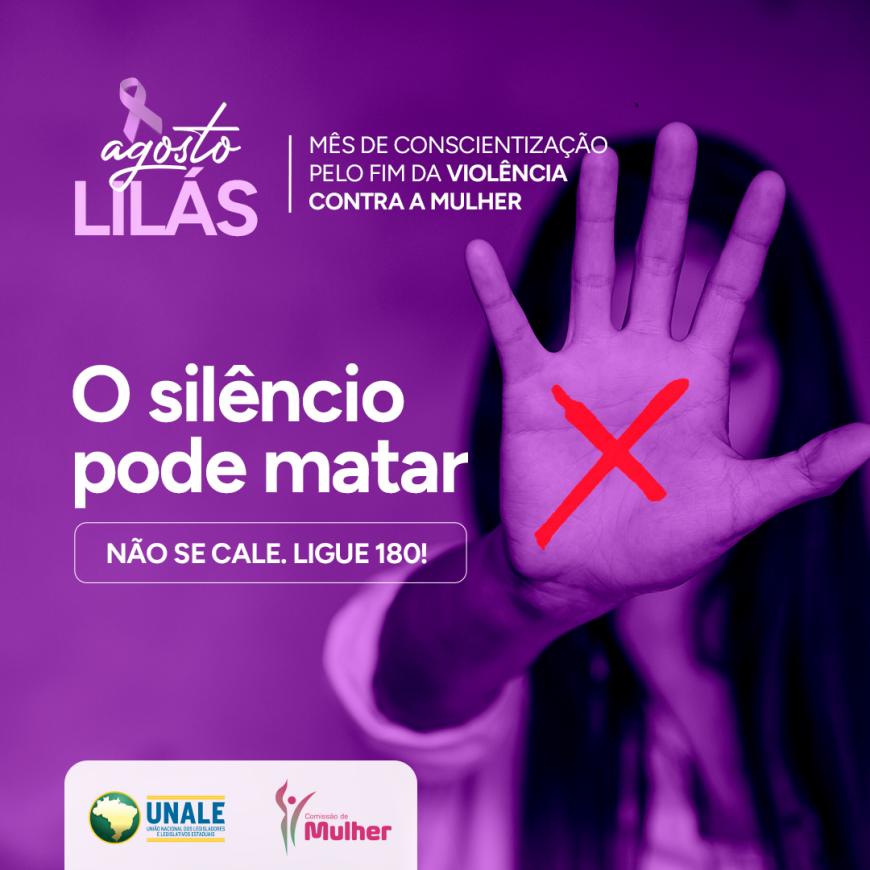 agosto
LILÁS
MÊS DE CONSCIENTIZAÇÃO
PELO FIM DA VIOLÊNCIA
CONTRA A MULHER
O silêncio
pode matar
NÃO SE CALE. LIGUE 180!
UNALE
UNIÃO NACIONAL DOS LEGISLADORES
E LEGISLATIVOS ESTADUAIS
Comissão de
Mulher